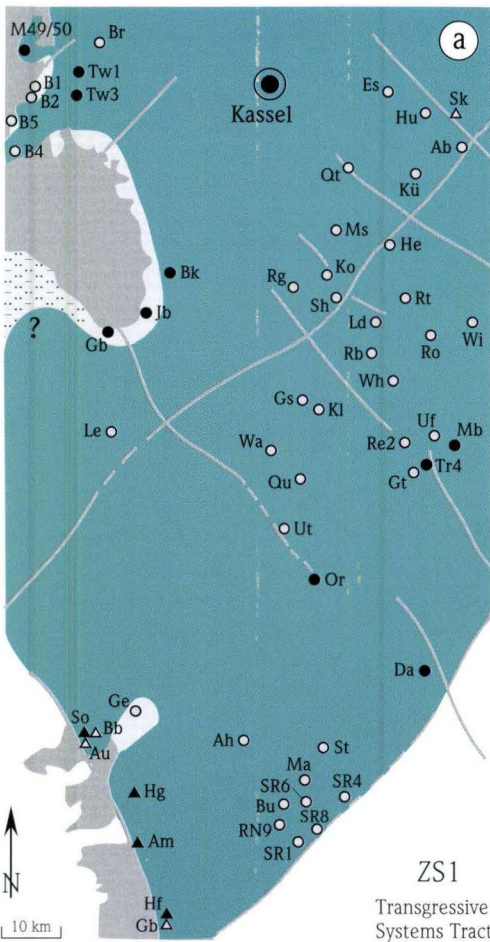 M49/50
Br
a
B1
Tw1
B2
Tw3
Kassel
Es
Sk
Hu
B5
B4
Ab
Qt
Kü
Ms
He
Bk
Ko
Rg
Jb
Sh
Rt
?
Gb
Ld
Ro
Wi
Rb
Wh
Gs
Kl
Le
Uf
Mb
Wa
Re2
Qu
Gt
Tr4
Ut
Or
Da
Ge
So
Bb
Au
Ah
St
Ma
Hg
SR6
SR4
Bu
SR8
RN9
Am
SR1
N
ZS1
Hf
Gb
10 km
Transgressive
Systems Tract